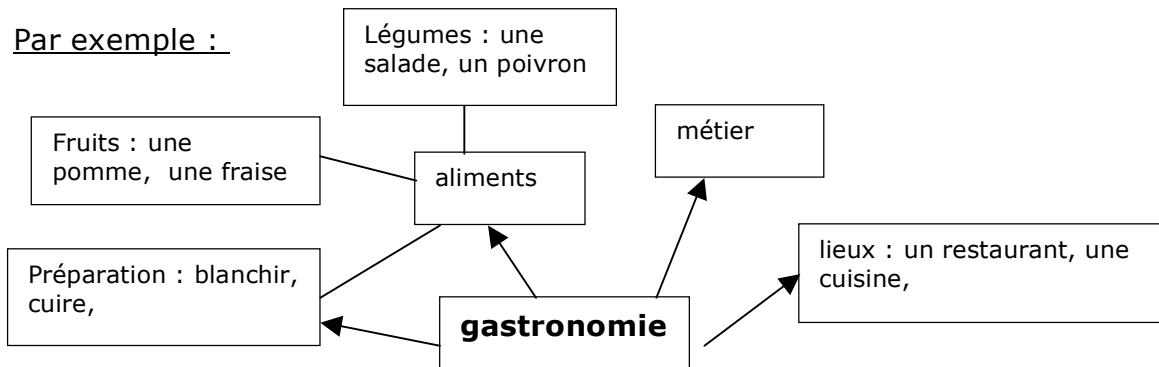 Par exemple :
Légumes : une
salade, un poivron
Fruits : une
pomme, une fraise
aliments
métier
Préparation : blanchir,
cuire,
lieux : un restaurant, une
cuisine,
gastronomie